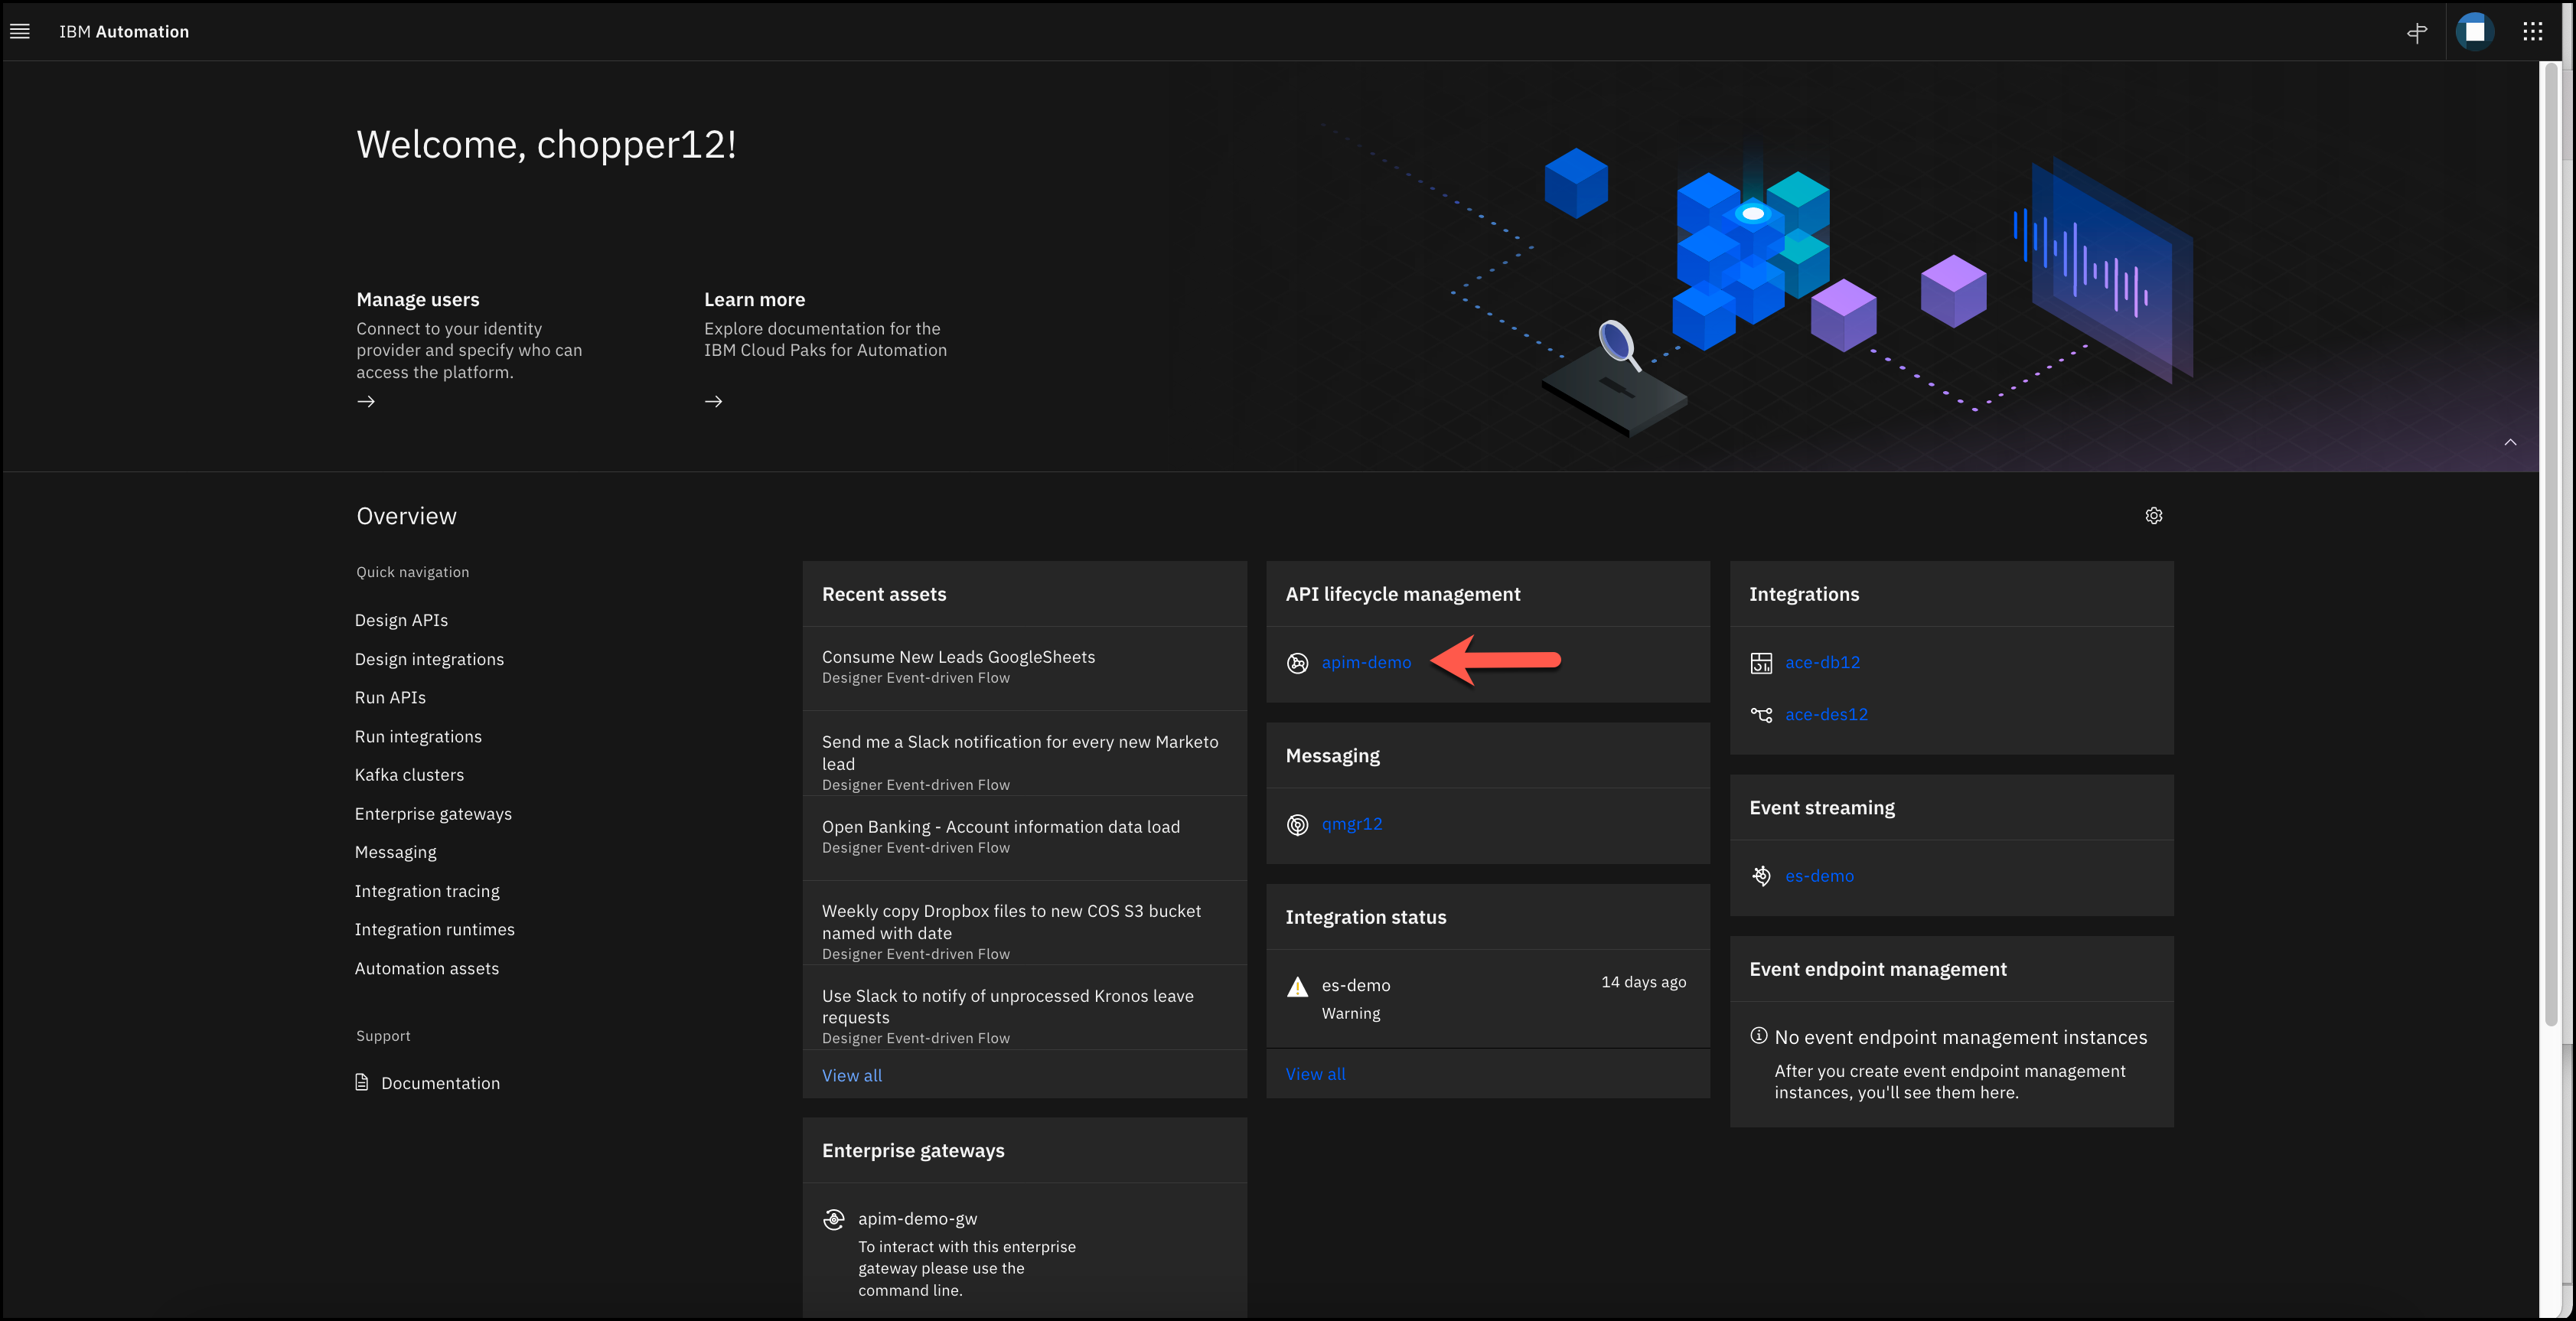 IBM Automation
Welcome, chopper12!
Manage users
Connect to your identity
provider and specify who can
access the platform.
Learn more
Explore documentation for the
IBM Cloud Paks for Automation
Overview
Quick navigation
Design APIs
Design integrations
Run APIs
Run integrations
Kafka clusters
Enterprise gateways
Messaging
Integration tracing
Integration runtimes
Automation assets
Support
Documentation
Recent assets
Consume New Leads GoogleSheets
Designer Event-driven Flow
Send me a Slack notification for every new Marketo
lead
Designer Event-driven Flow
Open Banking - Account information data load
Designer Event-driven Flow
Weekly copy Dropbox files to new COS S3 bucket
named with date
Designer Event-driven Flow
Use Slack to notify of unprocessed Kronos leave
requests
Designer Event-driven Flow
View all
Enterprise gateways
apim-demo-gw
To interact with this enterprise
gateway please use the
command line.
API lifecycle management
apim-demo
Messaging
qmgr12
Integration status
es-demo
14 days ago
Warning
View all
Integrations
ace-db12
ace-des12
Event streaming
es-demo
Event endpoint management
No event endpoint management instances
After you create event endpoint management
instances, you'll see them here.